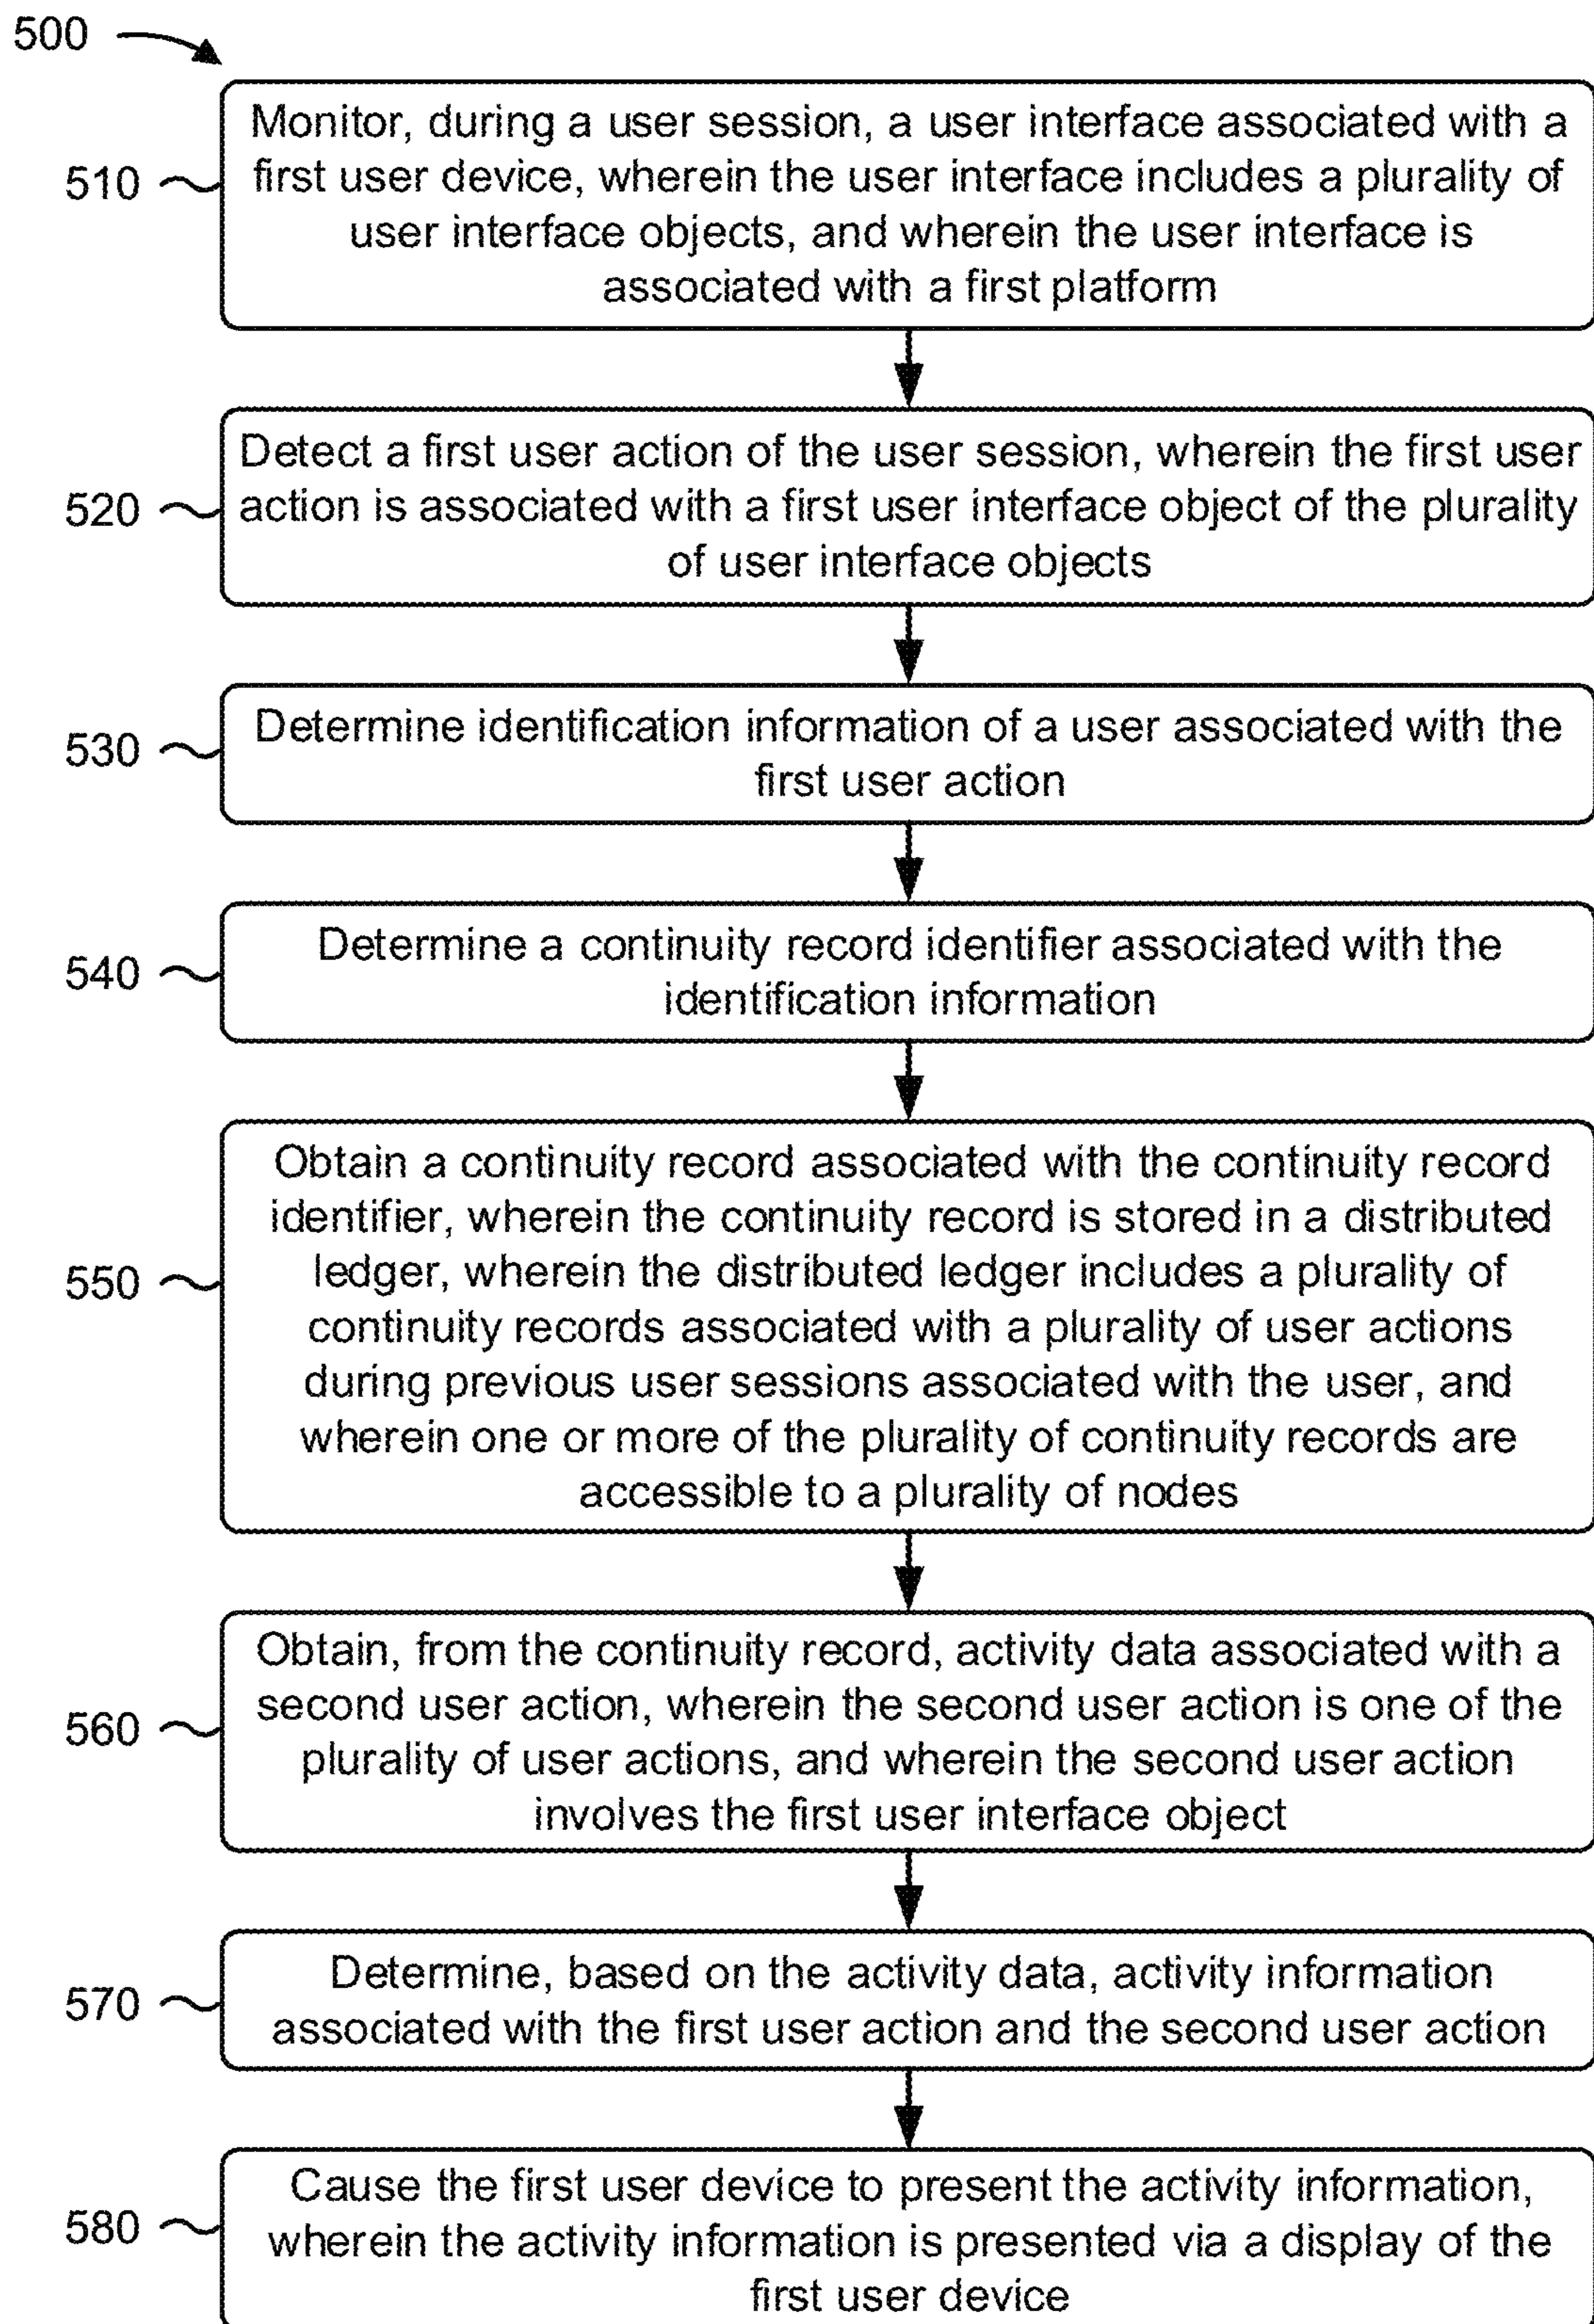 500
Monitor, during a user session, a user interface associated with a
first user device, wherein the user interface includes a plurality of
user interface objects, and wherein the user interface is
associated with a first platform
510
Detect a first user action of the user session, wherein the first user
action is associated with a first user interface object of the plurality
of user interface objects
520
Determine identification information of a user associated with the
first user action
530
Determine a continuity record identifier associated with the
identification information
540
Obtain a continuity record associated with the continuity record
identifier, wherein the continuity record is stored in a distributed
ledger, wherein the distributed ledger includes a plurality of
continuity records associated with a plurality of user actions
during previous user sessions associated with the user, and
wherein one or more of the plurality of continuity records are
accessible to a plurality of nodes
550
Obtain, from the continuity record, activity data associated with a
second user action, wherein the second user action is one of the
plurality of user actions, and wherein the second user action
involves the first user interface object
560
Determine, based on the activity data, activity information
associated with the first user action and the second user action
570
Cause the first user device to present the activity information,
wherein the activity information is presented via a display of the
first user device
580